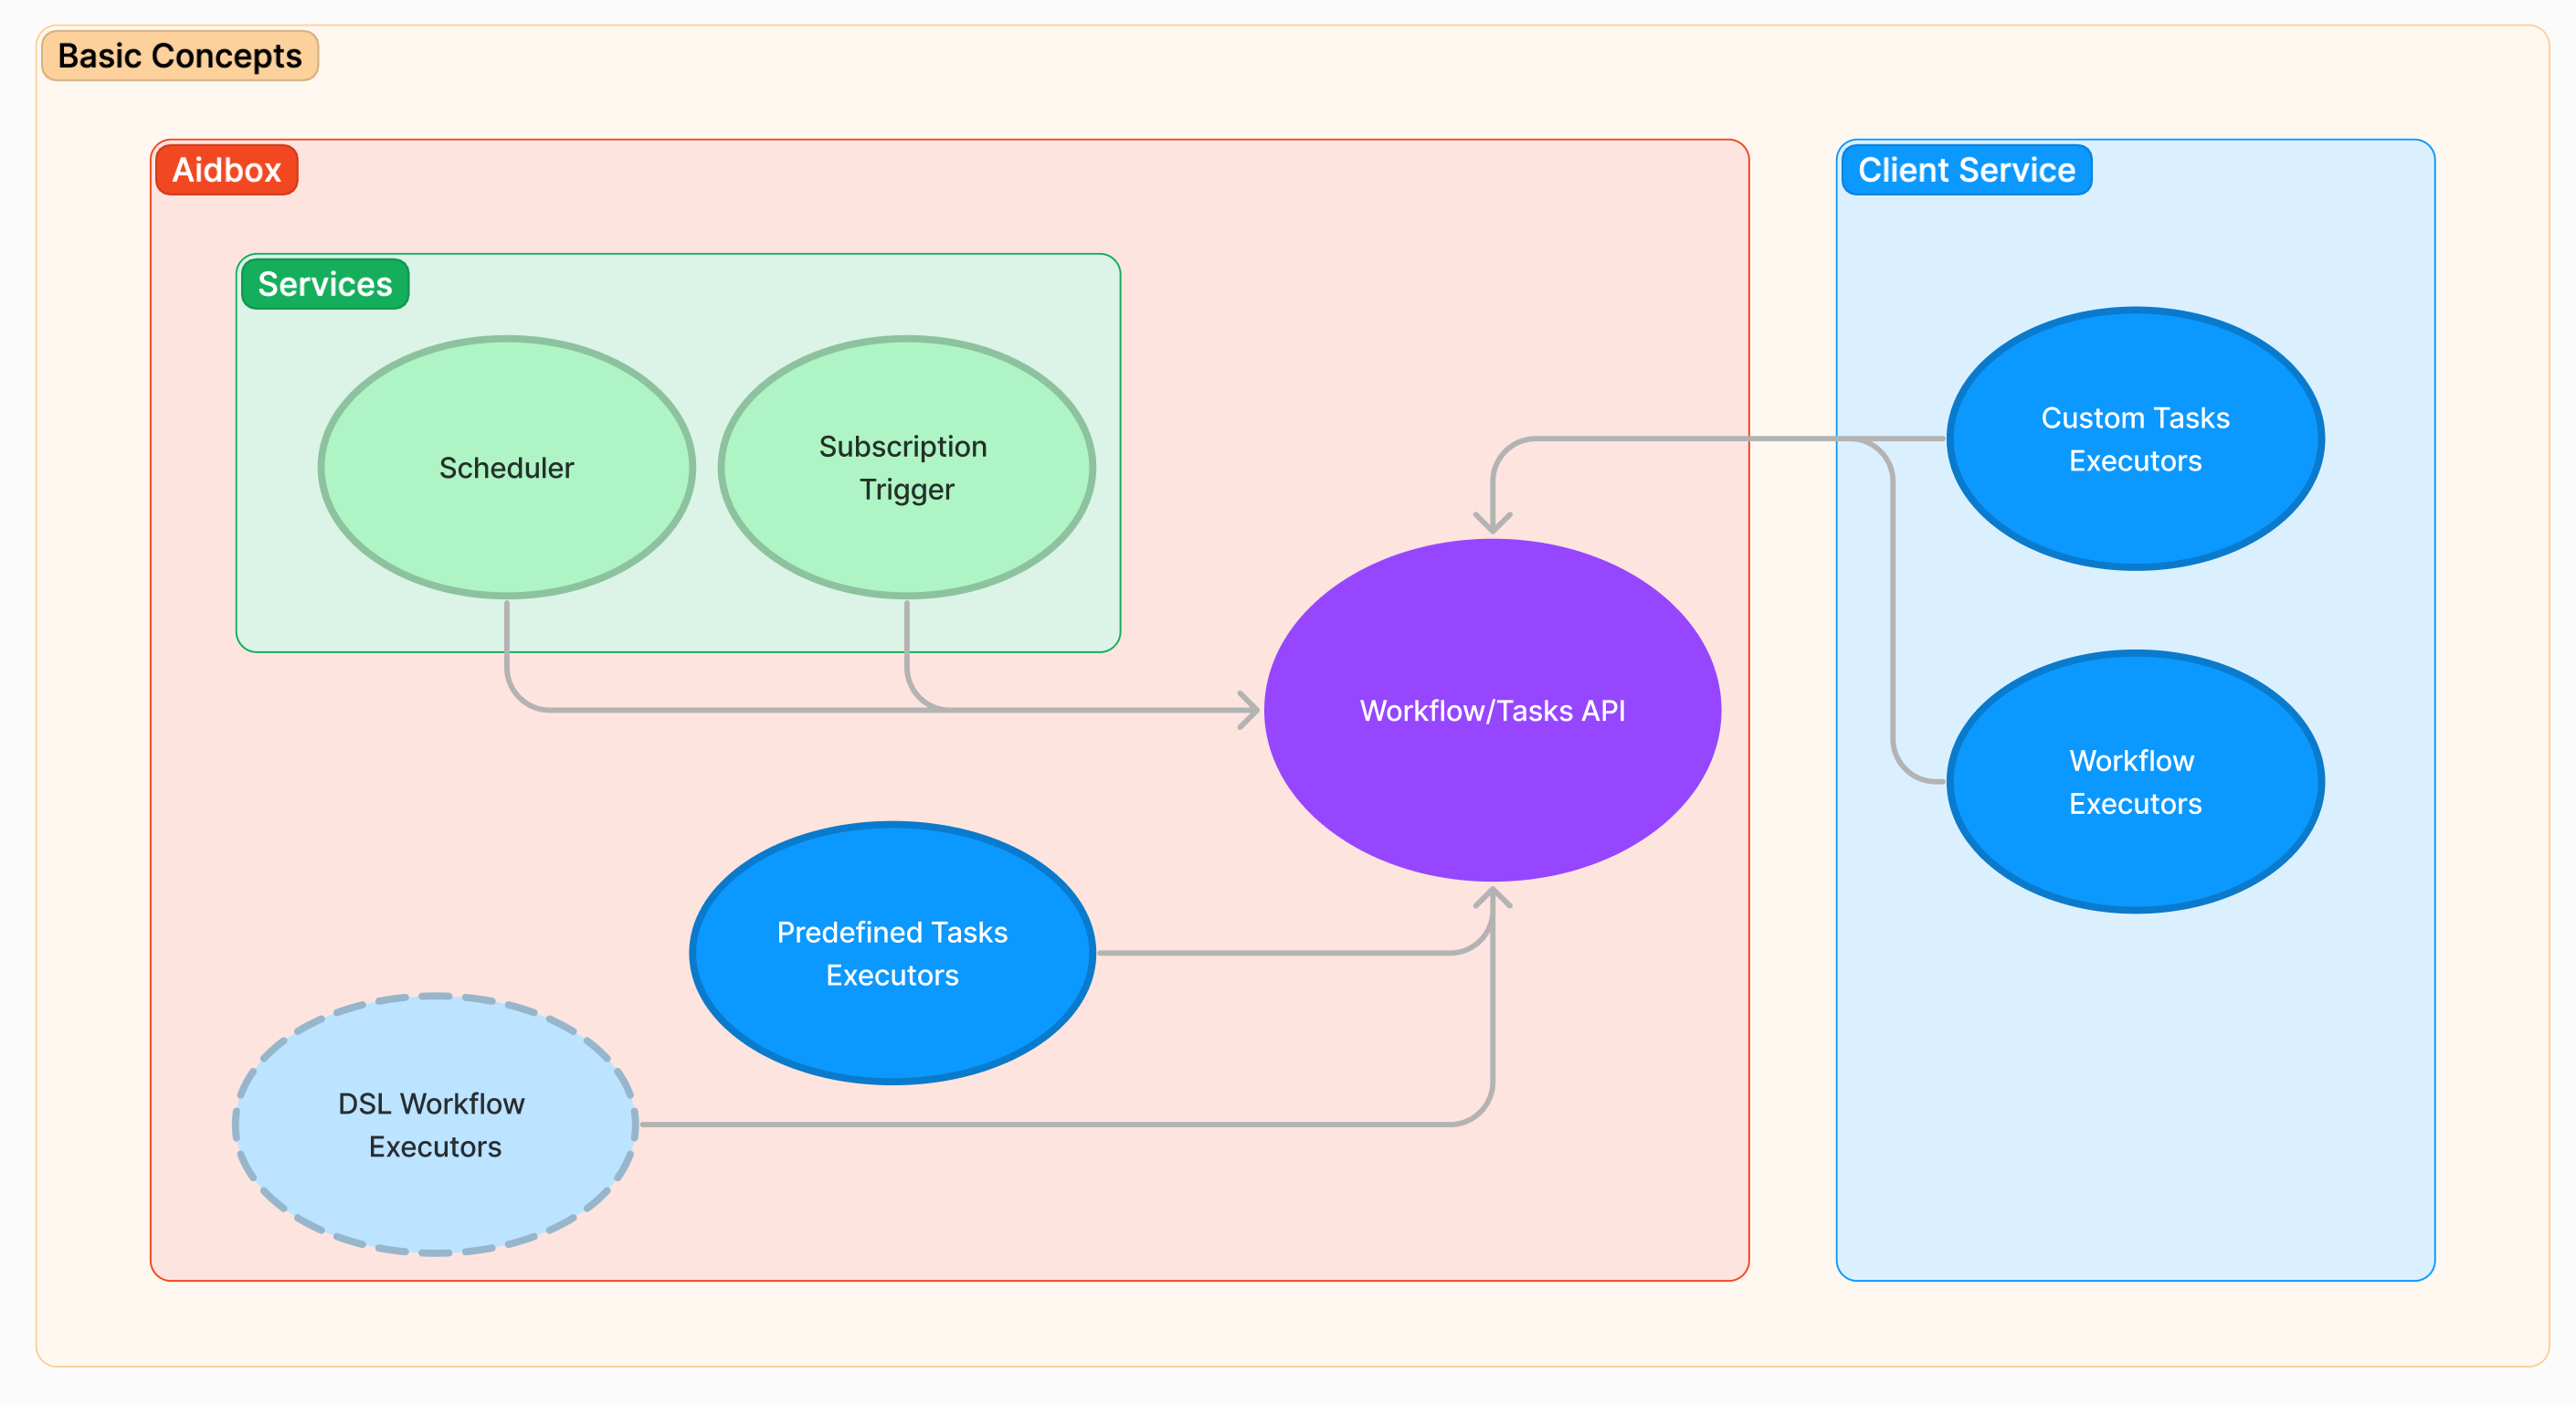 Basic Concepts
Aidbox
Client Service
Services
Scheduler
Subscription
Trigger
Custom Tasks
Executors
Workflow/Tasks API
Workflow
Executors
Predefined Tasks
Executors
DSL Workflow
Executors